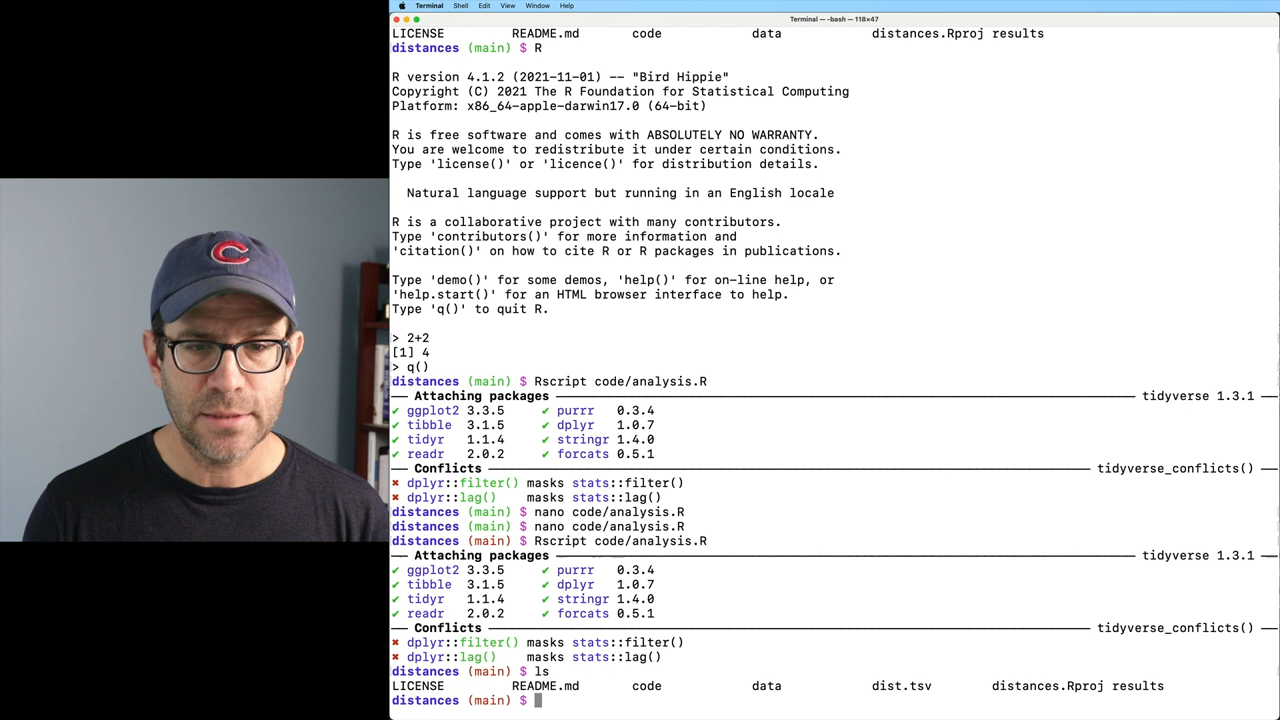 Terminal Shell Edit View Window Help
Terminal — -bash — 118×47
LICENSE README.md code data distances.Rproj results
distances (main) $ R
R version 4.1.2 (2021-11-01) -- "Bird Hippie"
Copyright (C) 2021 The R Foundation for Statistical Computing
Platform: x86_64-apple-darwin17.0 (64-bit)
R is free software and comes with ABSOLUTELY NO WARRANTY.
You are welcome to redistribute it under certain conditions.
Type 'license()' or 'licence()' for distribution details.
Natural language support but running in an English locale
R is a collaborative project with many contributors.
Type 'contributors()' for more information and
'citation()' on how to cite R or R packages in publications.
Type 'demo()' for some demos, 'help()' for on-line help, or
'help.start()' for an HTML browser interface to help.
Type 'q()' to quit R.
> 2+2
[1] 4
> q()
distances (main) $ Rscript code/analysis.R
── Attaching packages ── tidyverse 1.3.1 ──
✔ ggplot2 3.3.5 ✔ purrr 0.3.4
✔ tibble 3.1.5 ✔ dplyr 1.0.7
✔ tidyr 1.1.4 ✔ stringr 1.4.0
✔ readr 2.0.2 ✔ forcats 0.5.1
── Conflicts ── tidyverse_conflicts() ──
✖ dplyr::filter() masks stats::filter()
✖ dplyr::lag() masks stats::lag()
distances (main) $ nano code/analysis.R
distances (main) $ nano code/analysis.R
distances (main) $ Rscript code/analysis.R
── Attaching packages ── tidyverse 1.3.1 ──
✔ ggplot2 3.3.5 ✔ purrr 0.3.4
✔ tibble 3.1.5 ✔ dplyr 1.0.7
✔ tidyr 1.1.4 ✔ stringr 1.4.0
✔ readr 2.0.2 ✔ forcats 0.5.1
── Conflicts ── tidyverse_conflicts() ──
✖ dplyr::filter() masks stats::filter()
✖ dplyr::lag() masks stats::lag()
distances (main) $ ls
LICENSE README.md code data dist.tsv distances.Rproj results
distances (main) $
C